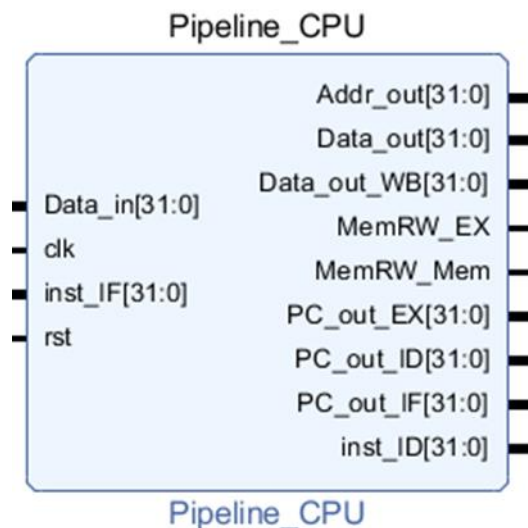 Pipeline_CPU
Data_in[31:0]
clk
inst_IF[31:0]
rst
Addr_out[31:0]
Data_out[31:0]
Data_out_WB[31:0]
MemRW_EX
MemRW_Mem
PC_out_EX[31:0]
PC_out_ID[31:0]
PC_out_IF[31:0]
inst_ID[31:0]
Pipeline_CPU